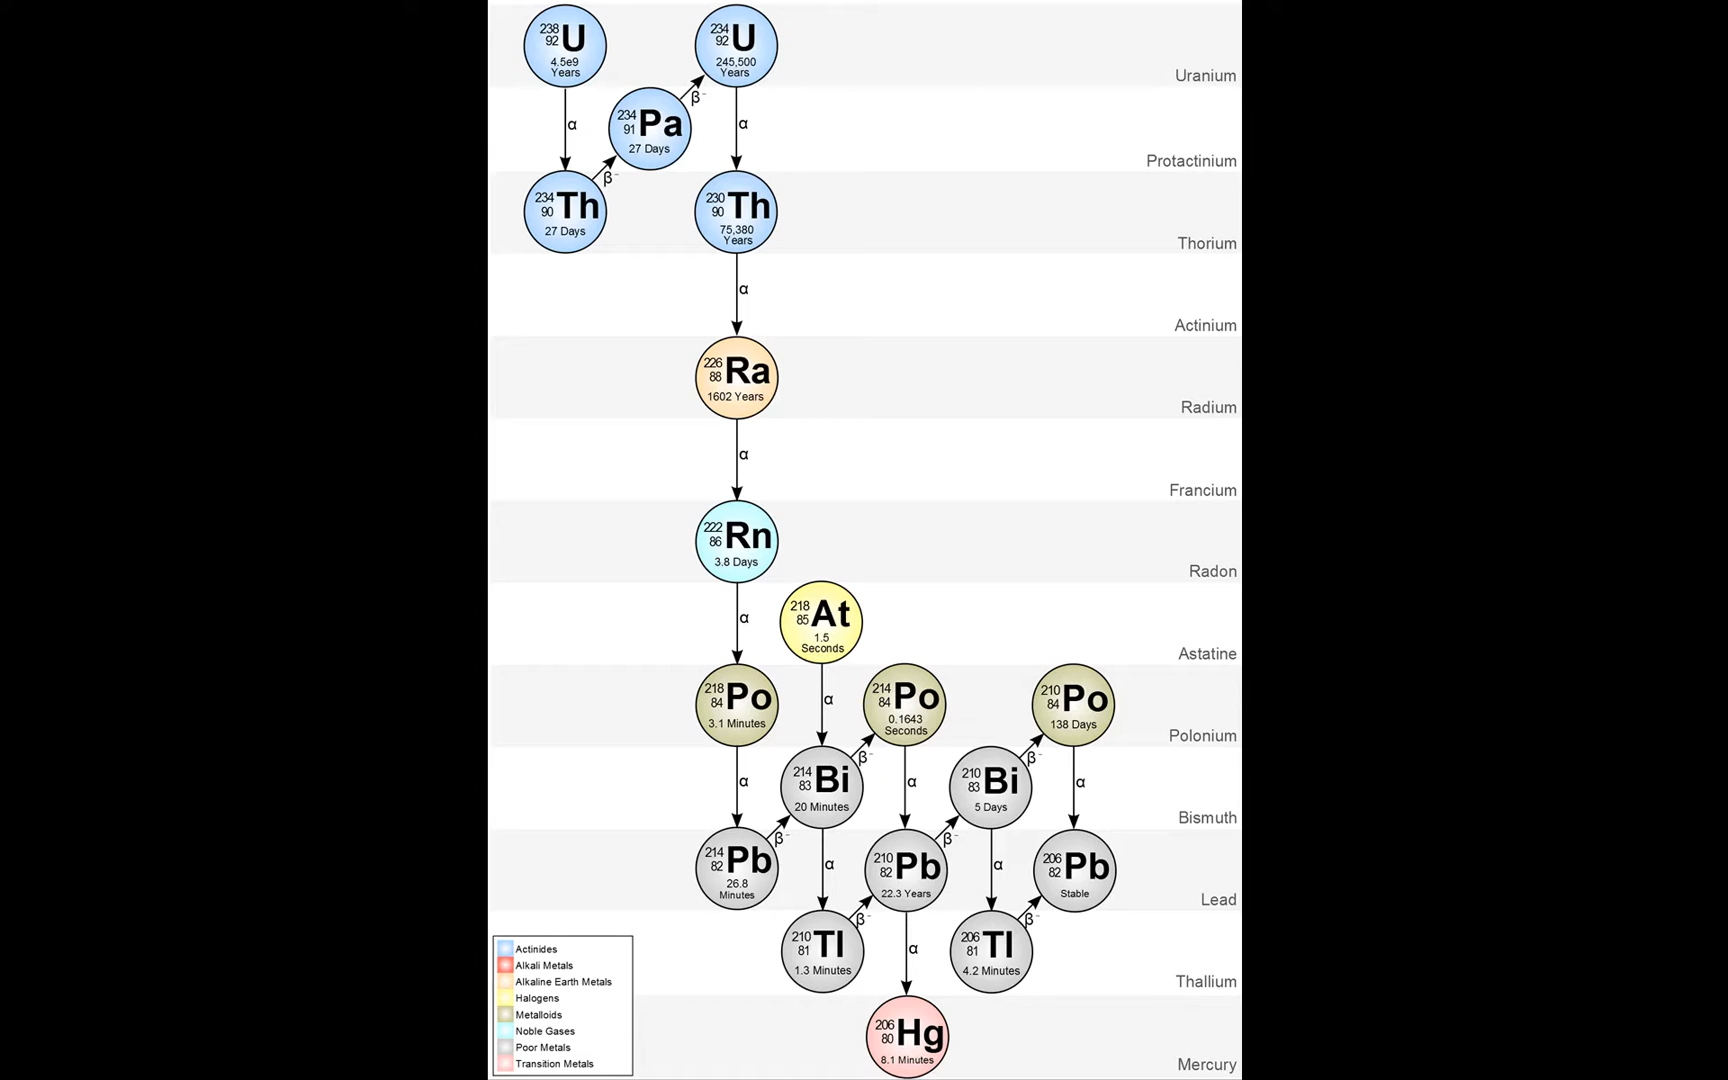 238
92
U
4.5e9
Years
234
92
U
245,500
Years
Uranium
β⁻
234
91
Pa
27 Days
α
α
Protactinium
β⁻
234
90
Th
27 Days
230
90
Th
75,380
Years
Thorium
α
Actinium
226
88
Ra
1602 Years
Radium
α
Francium
222
86
Rn
3.8 Days
Radon
α
218
85
At
1.5
Seconds
Astatine
218
84
Po
3.1 Minutes
α
214
84
Po
0.1643
Seconds
210
84
Po
138 Days
Polonium
β⁻
β⁻
α
214
83
Bi
20 Minutes
α
210
83
Bi
5 Days
α
Bismuth
β⁻
β⁻
214
82
Pb
26.8
Minutes
α
210
82
Pb
22.3 Years
α
206
82
Pb
Stable
Lead
β⁻
β⁻
210
81
Tl
1.3 Minutes
α
206
81
Tl
4.2 Minutes
Thallium
206
80
Hg
8.1 Minutes
Mercury
Actinides
Alkali Metals
Alkaline Earth Metals
Halogens
Metalloids
Noble Gases
Poor Metals
Transition Metals